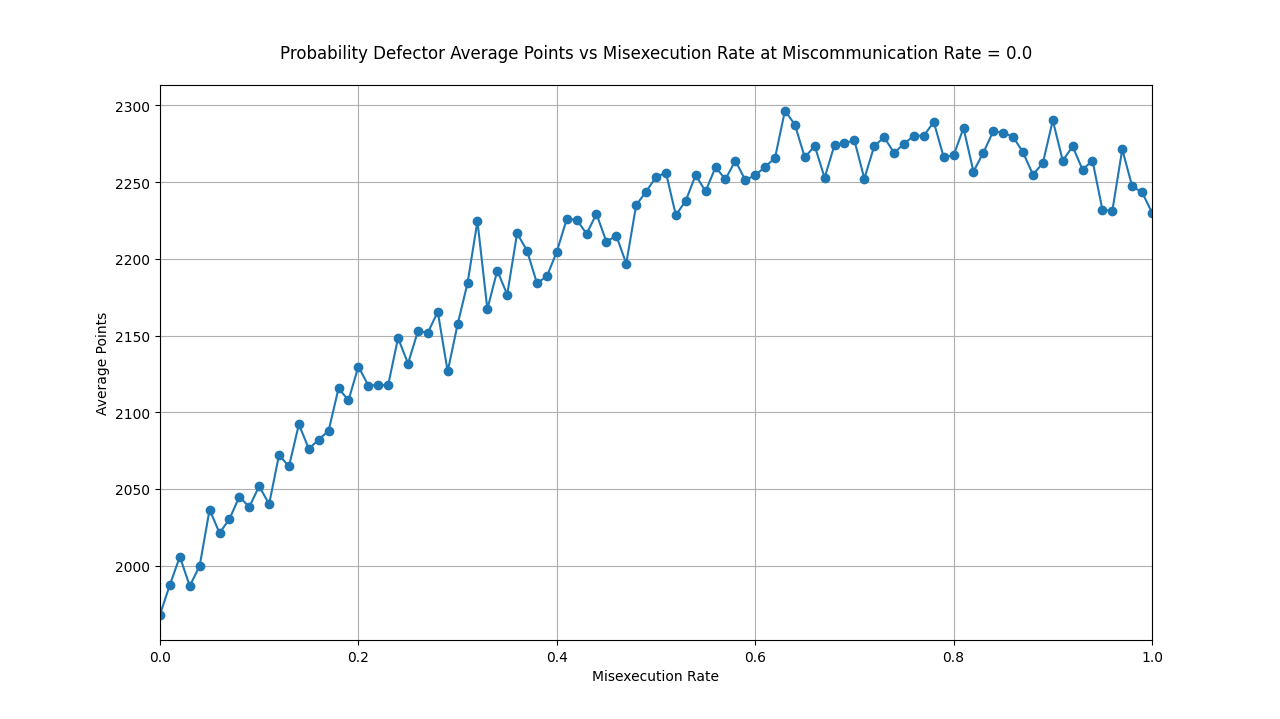 Probability Defector Average Points vs Misexecution Rate at Miscommunication Rate = 0.0
2300
2250
2200
2150
2100
2050
2000
Average Points
0.0 0.2 0.4 0.6 0.8 1.0
Misexecution Rate